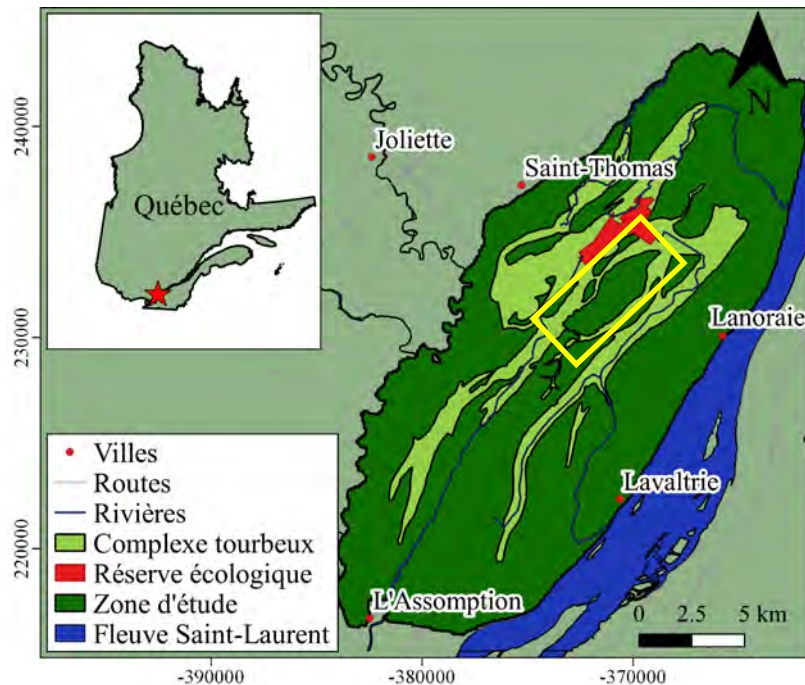 240000
230000
220000
Québec
Joliette
Saint-Thomas
N
Lanoraie
Lavaltrie
L'Assomption
Villes
Routes
Rivières
Complexe tourbeux
Réserve écologique
Zone d'étude
Fleuve Saint-Laurent
0 2.5 5 km
-390000 -380000 -370000